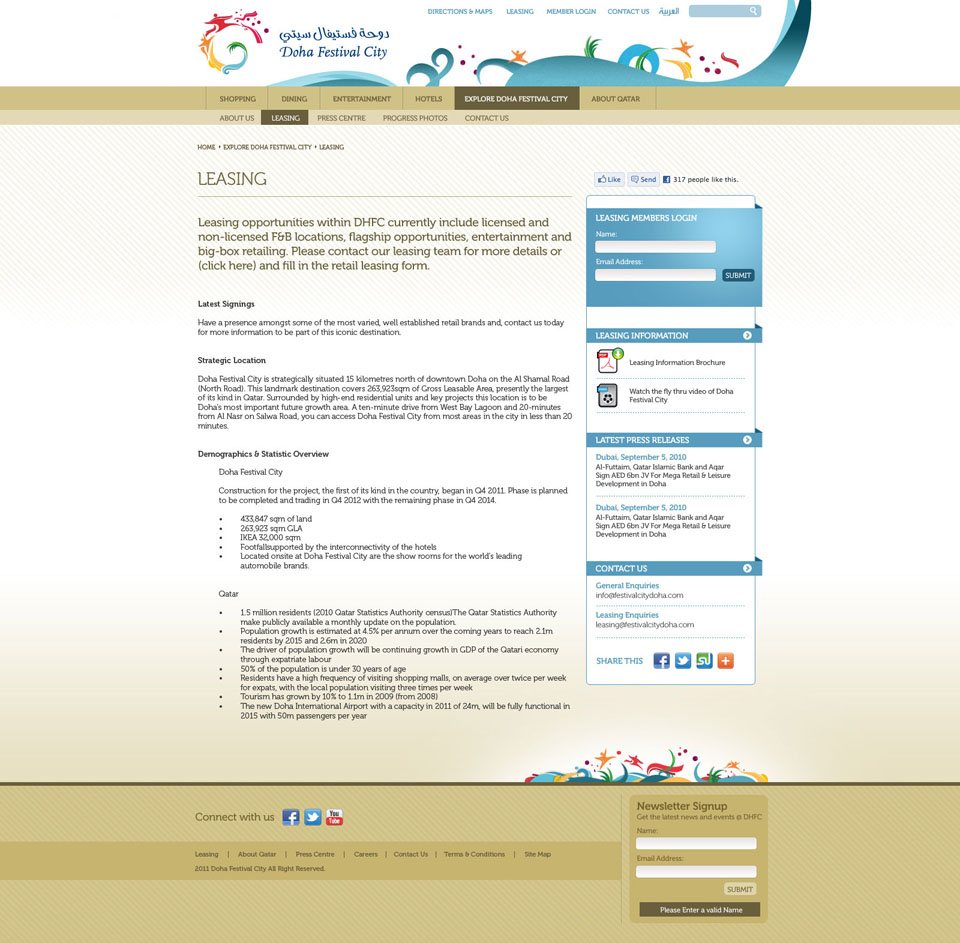 DIRECTIONS & MAPS LEASING MEMBER LOGIN CONTACT US العربية
دوحة فستيفال سيتي
Doha Festival City
SHOPPING DINING ENTERTAINMENT HOTELS EXPLORE DOHA FESTIVAL CITY ABOUT QATAR
ABOUT US LEASING PRESS CENTRE PROGRESS PHOTOS CONTACT US
HOME EXPLORE DOHA FESTIVAL CITY LEASING
LEASING
Leasing opportunities within DHFC currently include licensed and
non-licensed F&B locations, flagship opportunities, entertainment and
big-box retailing. Please contact our leasing team for more details or
(click here) and fill in the retail leasing form.
Latest Signings
Have a presence amongst some of the most varied, well established retail brands and, contact us today
for more information to be part of this iconic destination.
Strategic Location
Doha Festival City is strategically situated 15 kilometres north of downtown Doha on the Al Shamal Road
(North Road). This landmark destination covers 263,923sqm of Gross Leasable Area, presently the largest
of its kind in Qatar. Surrounded by high-end residential units and key projects this location is to be
Doha's most important future growth area. A ten-minute drive from West Bay Lagoon and 20-minutes
from Al Nasr on Salwa Road, you can access Doha Festival City from most areas in the city in less than 20
minutes.
Demographics & Statistic Overview
Doha Festival City
Construction for the project, the first of its kind in the country, began in Q4 2011. Phase is planned
to be completed and trading in Q4 2012 with the remaining phase in Q4 2014.
• 433,847 sqm of land
• 263,923 sqm GLA
• IKEA 32,000 sqm
• Footfallsupported by the interconnectivity of the hotels
• Located onsite at Doha Festival City are the show rooms for the world's leading
automobile brands.
Qatar
• 1.5 million residents (2010 Qatar Statistics Authority census)The Qatar Statistics Authority
make publicly available a monthly update on the population.
• Population growth is estimated at 4.5% per annum over the coming years to reach 2.1m
residents by 2015 and 2.6m in 2020
• The driver of population growth will be continuing growth in GDP of the Qatari economy
through expatriate labour
• 50% of the population is under 30 years of age
• Residents have a high frequency of visiting shopping malls, on average over twice per week
for expats, with the local population visiting three times per week
• Tourism has grown by 10% to 1.1m in 2009 (from 2008)
• The new Doha International Airport with a capacity in 2011 of 24m, will be fully functional in
2015 with 50m passengers per year
Like Send 317 people like this.
LEASING MEMBERS LOGIN
Name:
Email Address:
SUBMIT
LEASING INFORMATION
Leasing Information Brochure
Watch the fly thru video of Doha
Festival City
LATEST PRESS RELEASES
Dubai, September 5, 2010
Al-Futtaim, Qatar Islamic Bank and Aqar
Sign AED 6bn JV For Mega Retail & Leisure
Development in Doha
Dubai, September 5, 2010
Al-Futtaim, Qatar Islamic Bank and Aqar
Sign AED 6bn JV For Mega Retail & Leisure
Development in Doha
CONTACT US
General Enquiries
info@festivalcitydoha.com
Leasing Enquiries
leasing@festivalcitydoha.com
SHARE THIS
Connect with us You Tube
Leasing | About Qatar | Press Centre | Careers | Contact Us | Terms & Conditions | Site Map
2011 Doha Festival City All Right Reserved.
Newsletter Signup
Get the latest news and events @ DHFC
Name:
Email Address:
SUBMIT
Please Enter a valid Name